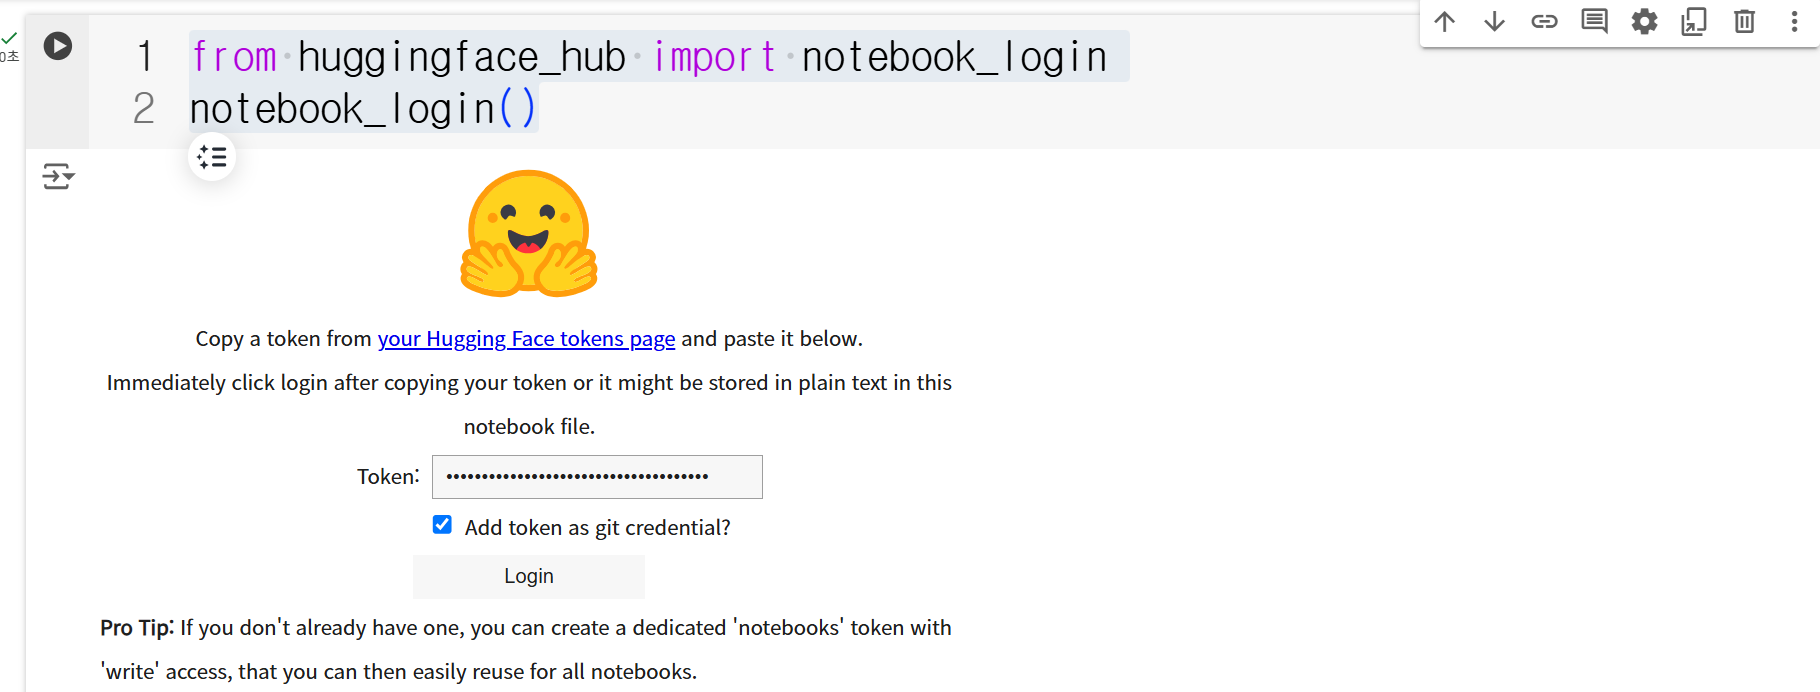 0초
1 from huggingface_hub import notebook_login
2 notebook_login()
Copy a token from your Hugging Face tokens page and paste it below.
Immediately click login after copying your token or it might be stored in plain text in this
notebook file.
Token: •••••••••••••••••••••••••••••••••••••
Add token as git credential?
Login
Pro Tip: If you don't already have one, you can create a dedicated 'notebooks' token with
'write' access, that you can then easily reuse for all notebooks.